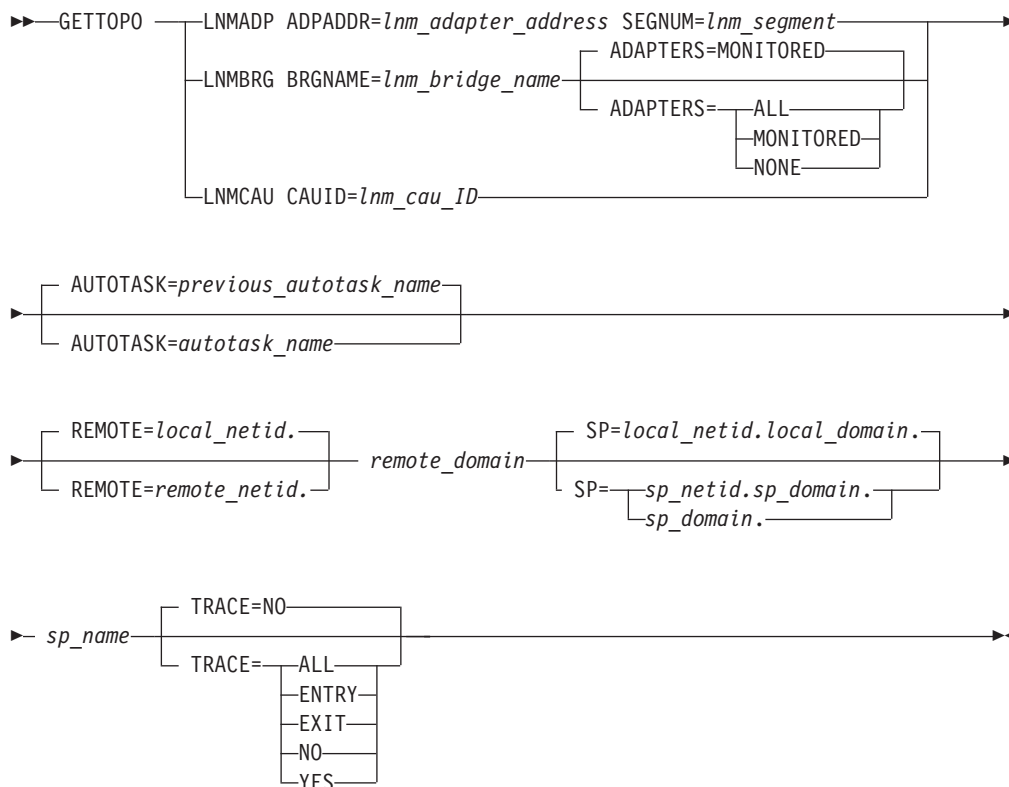 GETTOPO LNMADP ADPADDR=lnm_adapter_address SEGNUM=lnm_segment
ADAPTERS=MONITORED
LNMBRG BRGNAME=lnm_bridge_name
ADAPTERS= ALL
MONITORED
NONE
LNMCAU CAUID=lnm_cau_ID
AUTOTASK=previous_autotask_name
AUTOTASK=autotask_name
REMOTE=local_netid. SP=local_netid.local_domain.
remote_domain
REMOTE=remote_netid. SP= sp_netid.sp_domain.
sp_domain.
TRACE=NO
sp_name
TRACE= ALL
ENTRY
EXIT
NO
YES